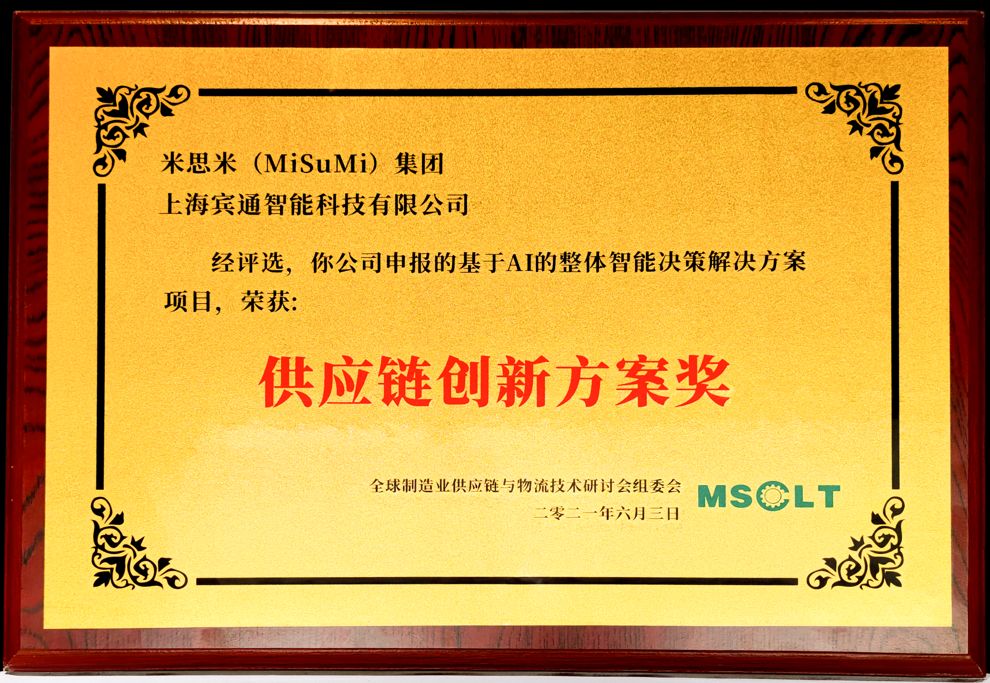 米思米（MiSuMi）集团
上海宾通智能科技有限公司
经评选，你公司申报的基于AI的整体智能决策解决方案
项目，荣获:
供应链创新方案奖
全球制造业供应链与物流技术研讨会组委会
二零二一年六月三日
MSCLT